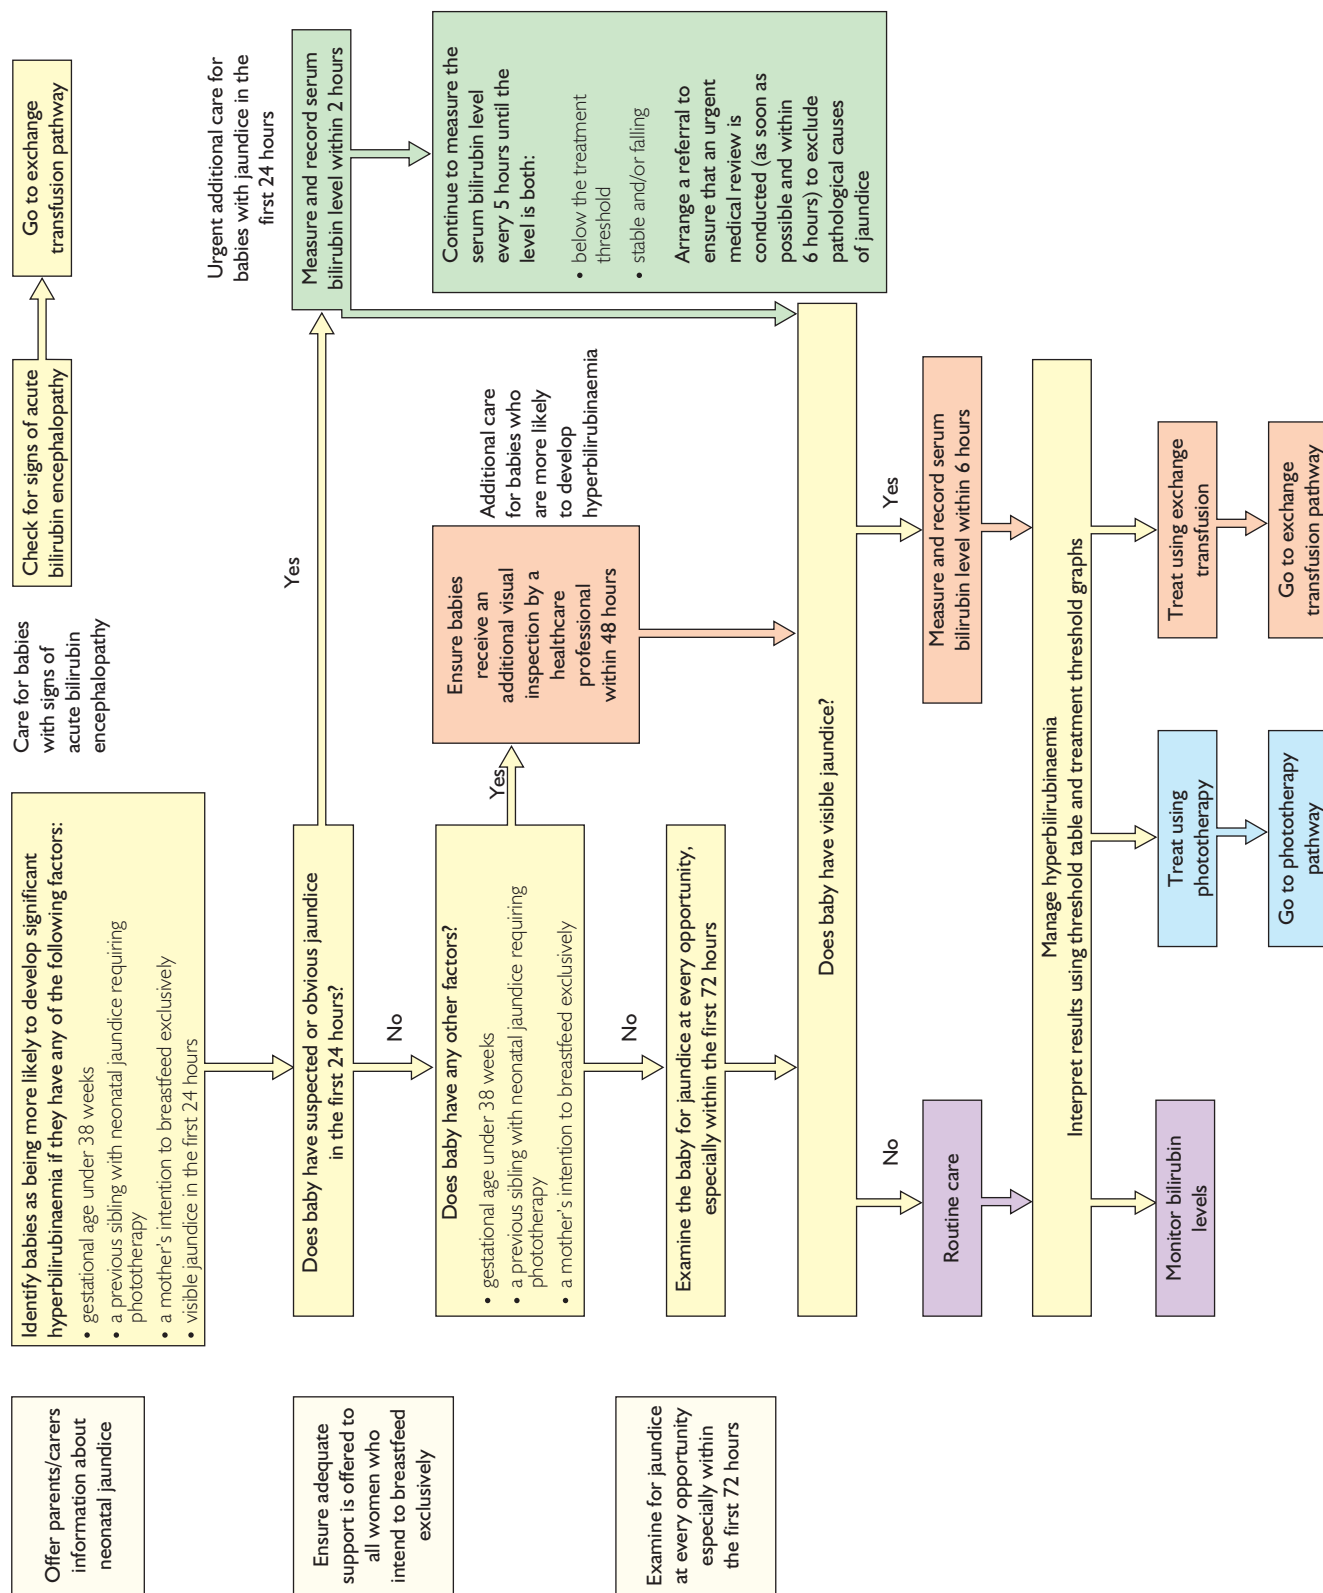 Offer parents/carers
information about
neonatal jaundice
Ensure adequate
support is offered to
all women who
intend to breastfeed
exclusively
Examine for jaundice
at every opportunity
especially within
the first 72 hours
Identify babies as being more likely to develop significant
hyperbilirubinaemia if they have any of the following factors:
• gestational age under 38 weeks
• a previous sibling with neonatal jaundice requiring
phototherapy
• a mother's intention to breastfeed exclusively
• visible jaundice in the first 24 hours
Care for babies
with signs of
acute bilirubin
encephalopathy
Check for signs of acute
bilirubin encephalopathy
Go to exchange
transfusion pathway
Does baby have suspected or obvious jaundice
in the first 24 hours?
Yes
Urgent additional care for
babies with jaundice in the
first 24 hours
Measure and record serum
bilirubin level within 2 hours
Continue to measure the
serum bilirubin level
every 5 hours until the
level is both:
• below the treatment
threshold
• stable and/or falling
Arrange a referral to
ensure that an urgent
medical review is
conducted (as soon as
possible and within
6 hours) to exclude
pathological causes
of jaundice
No
Does baby have any other factors?
• gestational age under 38 weeks
• a previous sibling with neonatal jaundice requiring
phototherapy
• a mother's intention to breastfeed exclusively
Yes
Ensure babies
receive an
additional visual
inspection by a
healthcare
professional
within 48 hours
Additional care
for babies who
are more likely
to develop
hyperbilirubinaemia
No
Examine the baby for jaundice at every opportunity,
especially within the first 72 hours
Does baby have visible jaundice?
No
Yes
Routine care
Measure and record serum
bilirubin level within 6 hours
Manage hyperbilirubinaemia
Interpret results using threshold table and treatment threshold graphs
Monitor bilirubin
levels
Treat using
phototherapy
Treat using exchange
transfusion
Go to phototherapy
pathway
Go to exchange
transfusion pathway